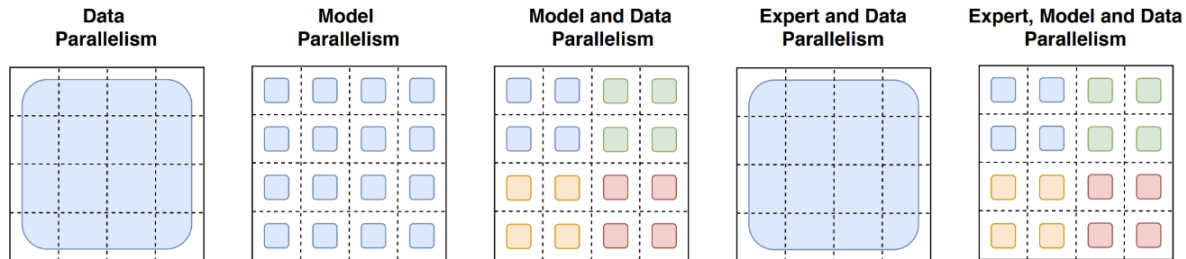 Data
Parallelism
Model
Parallelism
Model and Data
Parallelism
Expert and Data
Parallelism
Expert, Model and Data
Parallelism